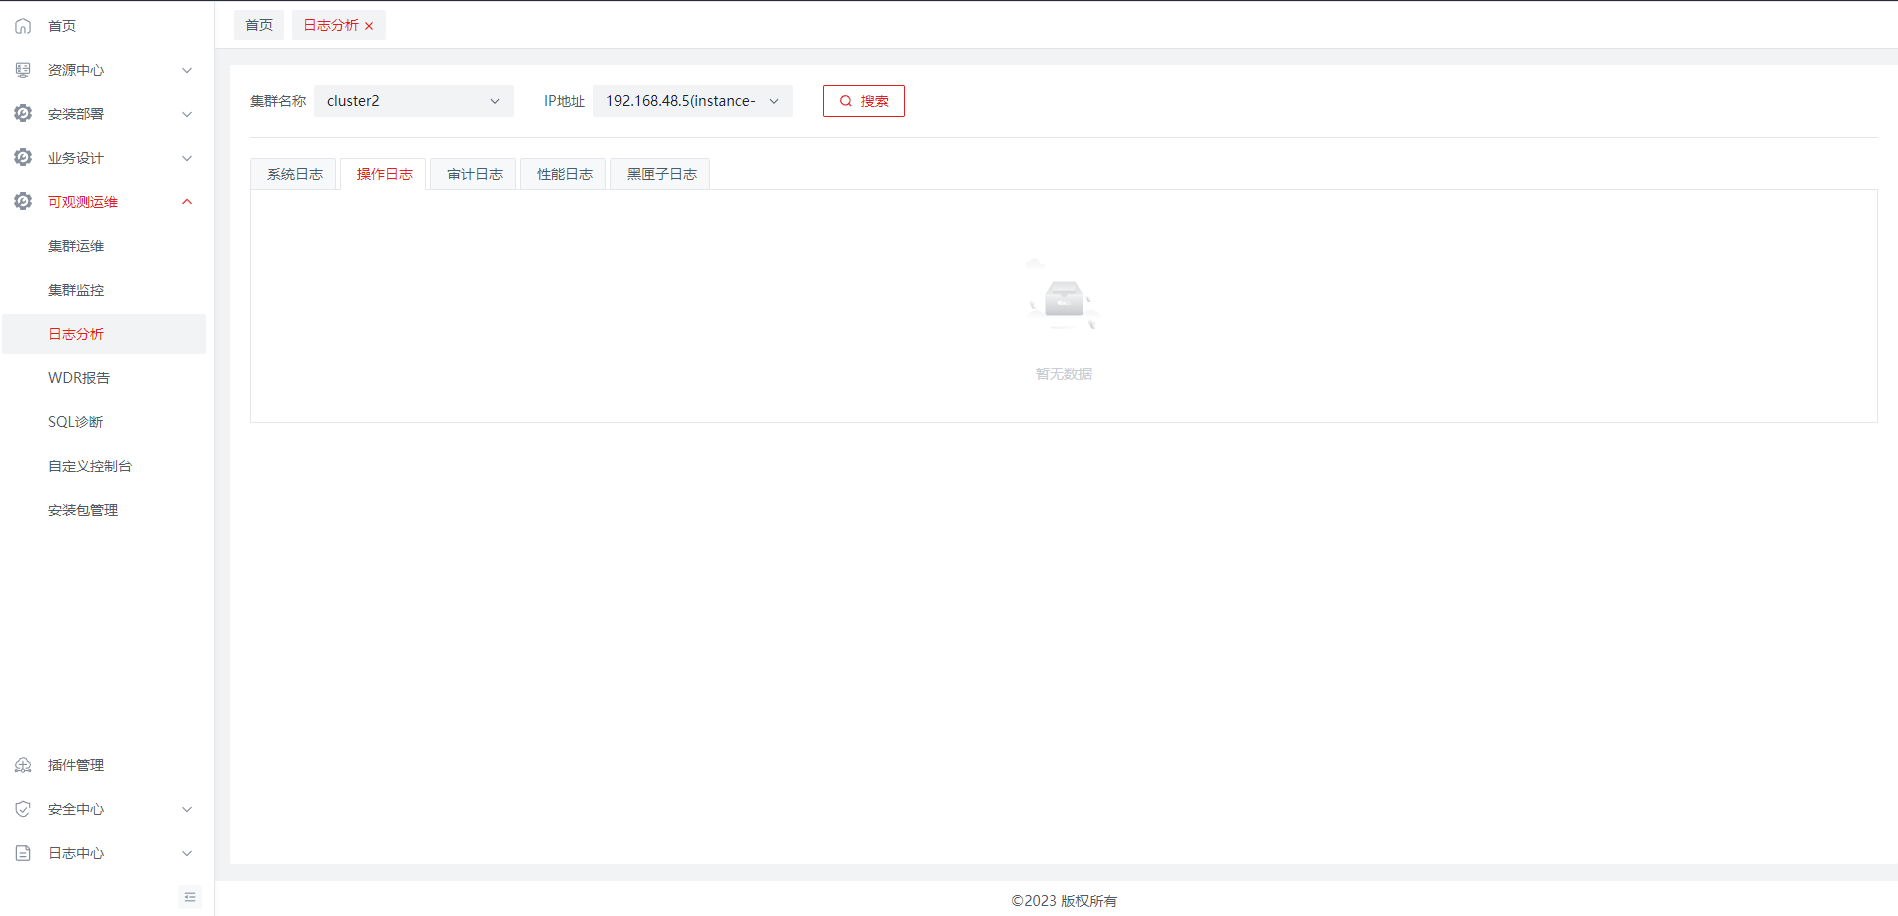 首页
资源中心
安装部署
业务设计
可观测运维
集群运维
集群监控
日志分析
WDR报告
SQL诊断
自定义控制台
安装包管理
插件管理
安全中心
日志中心
首页 日志分析 ×
集群名称 cluster2 IP地址 192.168.48.5(instance- 搜索
系统日志 操作日志 审计日志 性能日志 黑匣子日志
暂无数据
©2023 版权所有